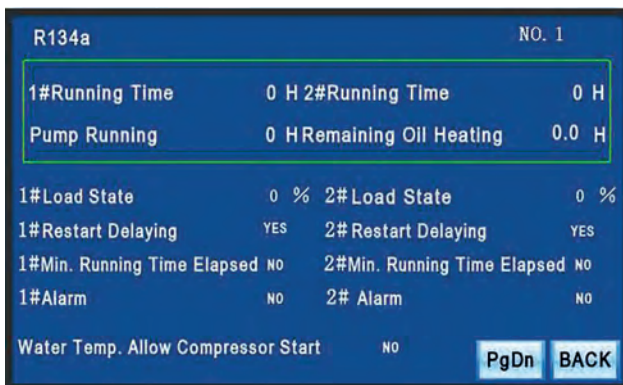 R134a NO. 1
1#Running Time 0 H 2#Running Time 0 H
Pump Running 0 H Remaining Oil Heating 0.0 H
1#Load State 0 % 2#Load State 0 %
1#Restart Delaying YES 2#Restart Delaying YES
1#Min. Running Time Elapsed NO 2#Min. Running Time Elapsed NO
1#Alarm NO 2# Alarm NO
Water Temp. Allow Compressor Start NO PgDn BACK